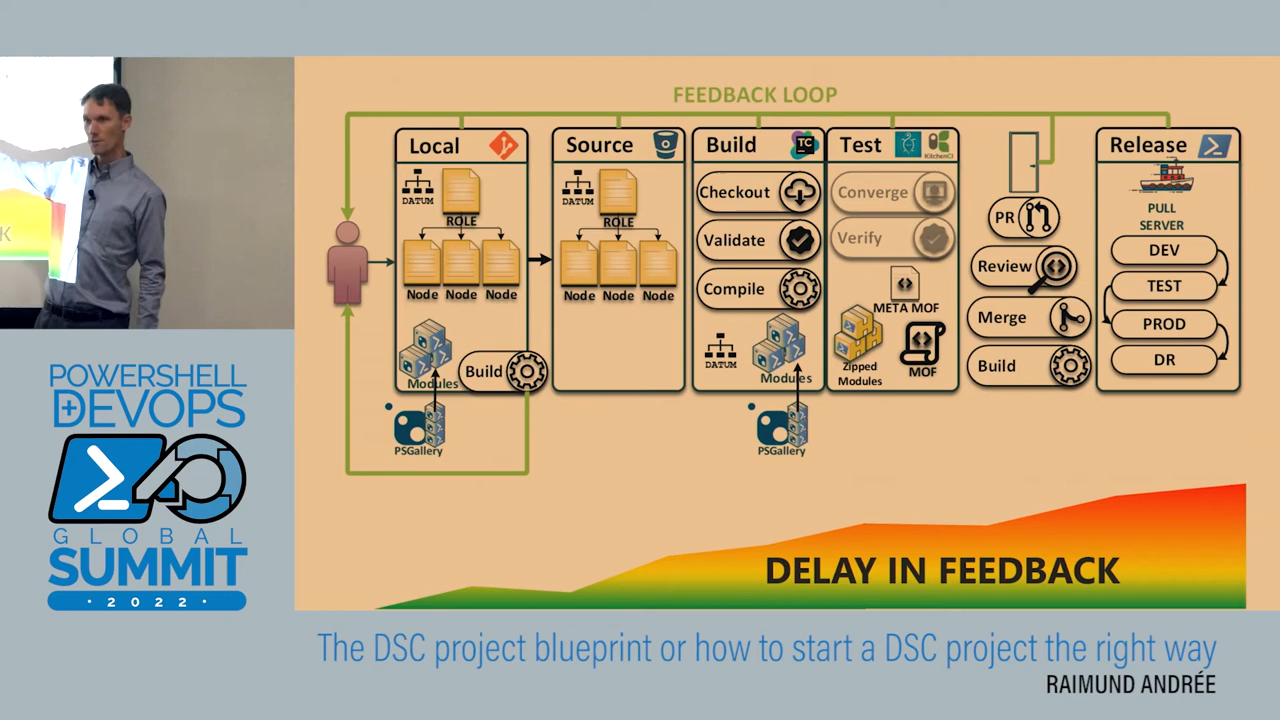 FEEDBACK LOOP
Local
DATUM
ROLE
Node Node Node
Modules
Build
PSGallery
Source
DATUM
ROLE
Node Node Node
Build
TC
Checkout
Validate
Compile
DATUM
Modules
PSGallery
Test
KitchenCI
Converge
Verify
META MOF
Zipped
Modules
MOF
PR
Review
Merge
Build
Release
PULL
SERVER
DEV
TEST
PROD
DR
DELAY IN FEEDBACK
K
POWERSHELL
+DEVOPS
GLOBAL
SUMMIT
· 2022 ·
The DSC project blueprint or how to start a DSC project the right way
RAIMUND ANDRÉE